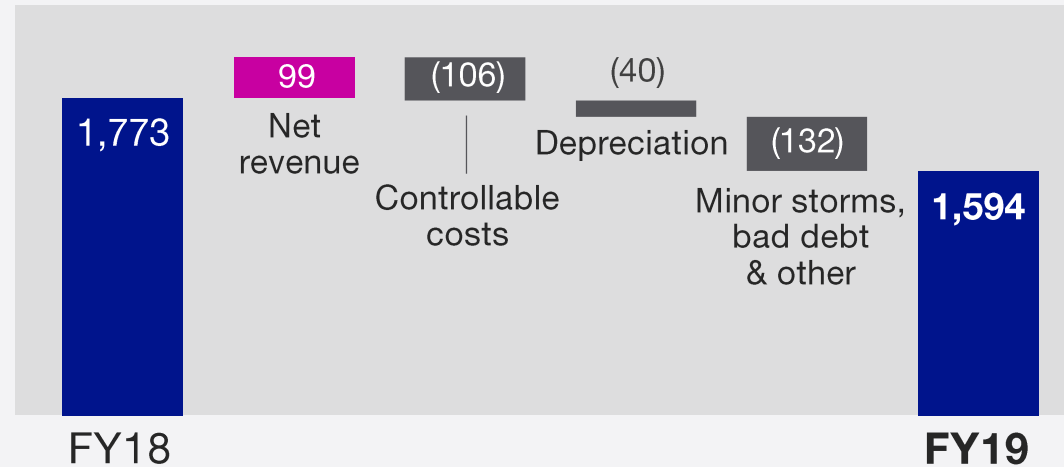 1,773
FY18
99
Net
revenue
(106)
Controllable
costs
(40)
Depreciation
(132)
Minor storms,
bad debt
& other
1,594
FY19